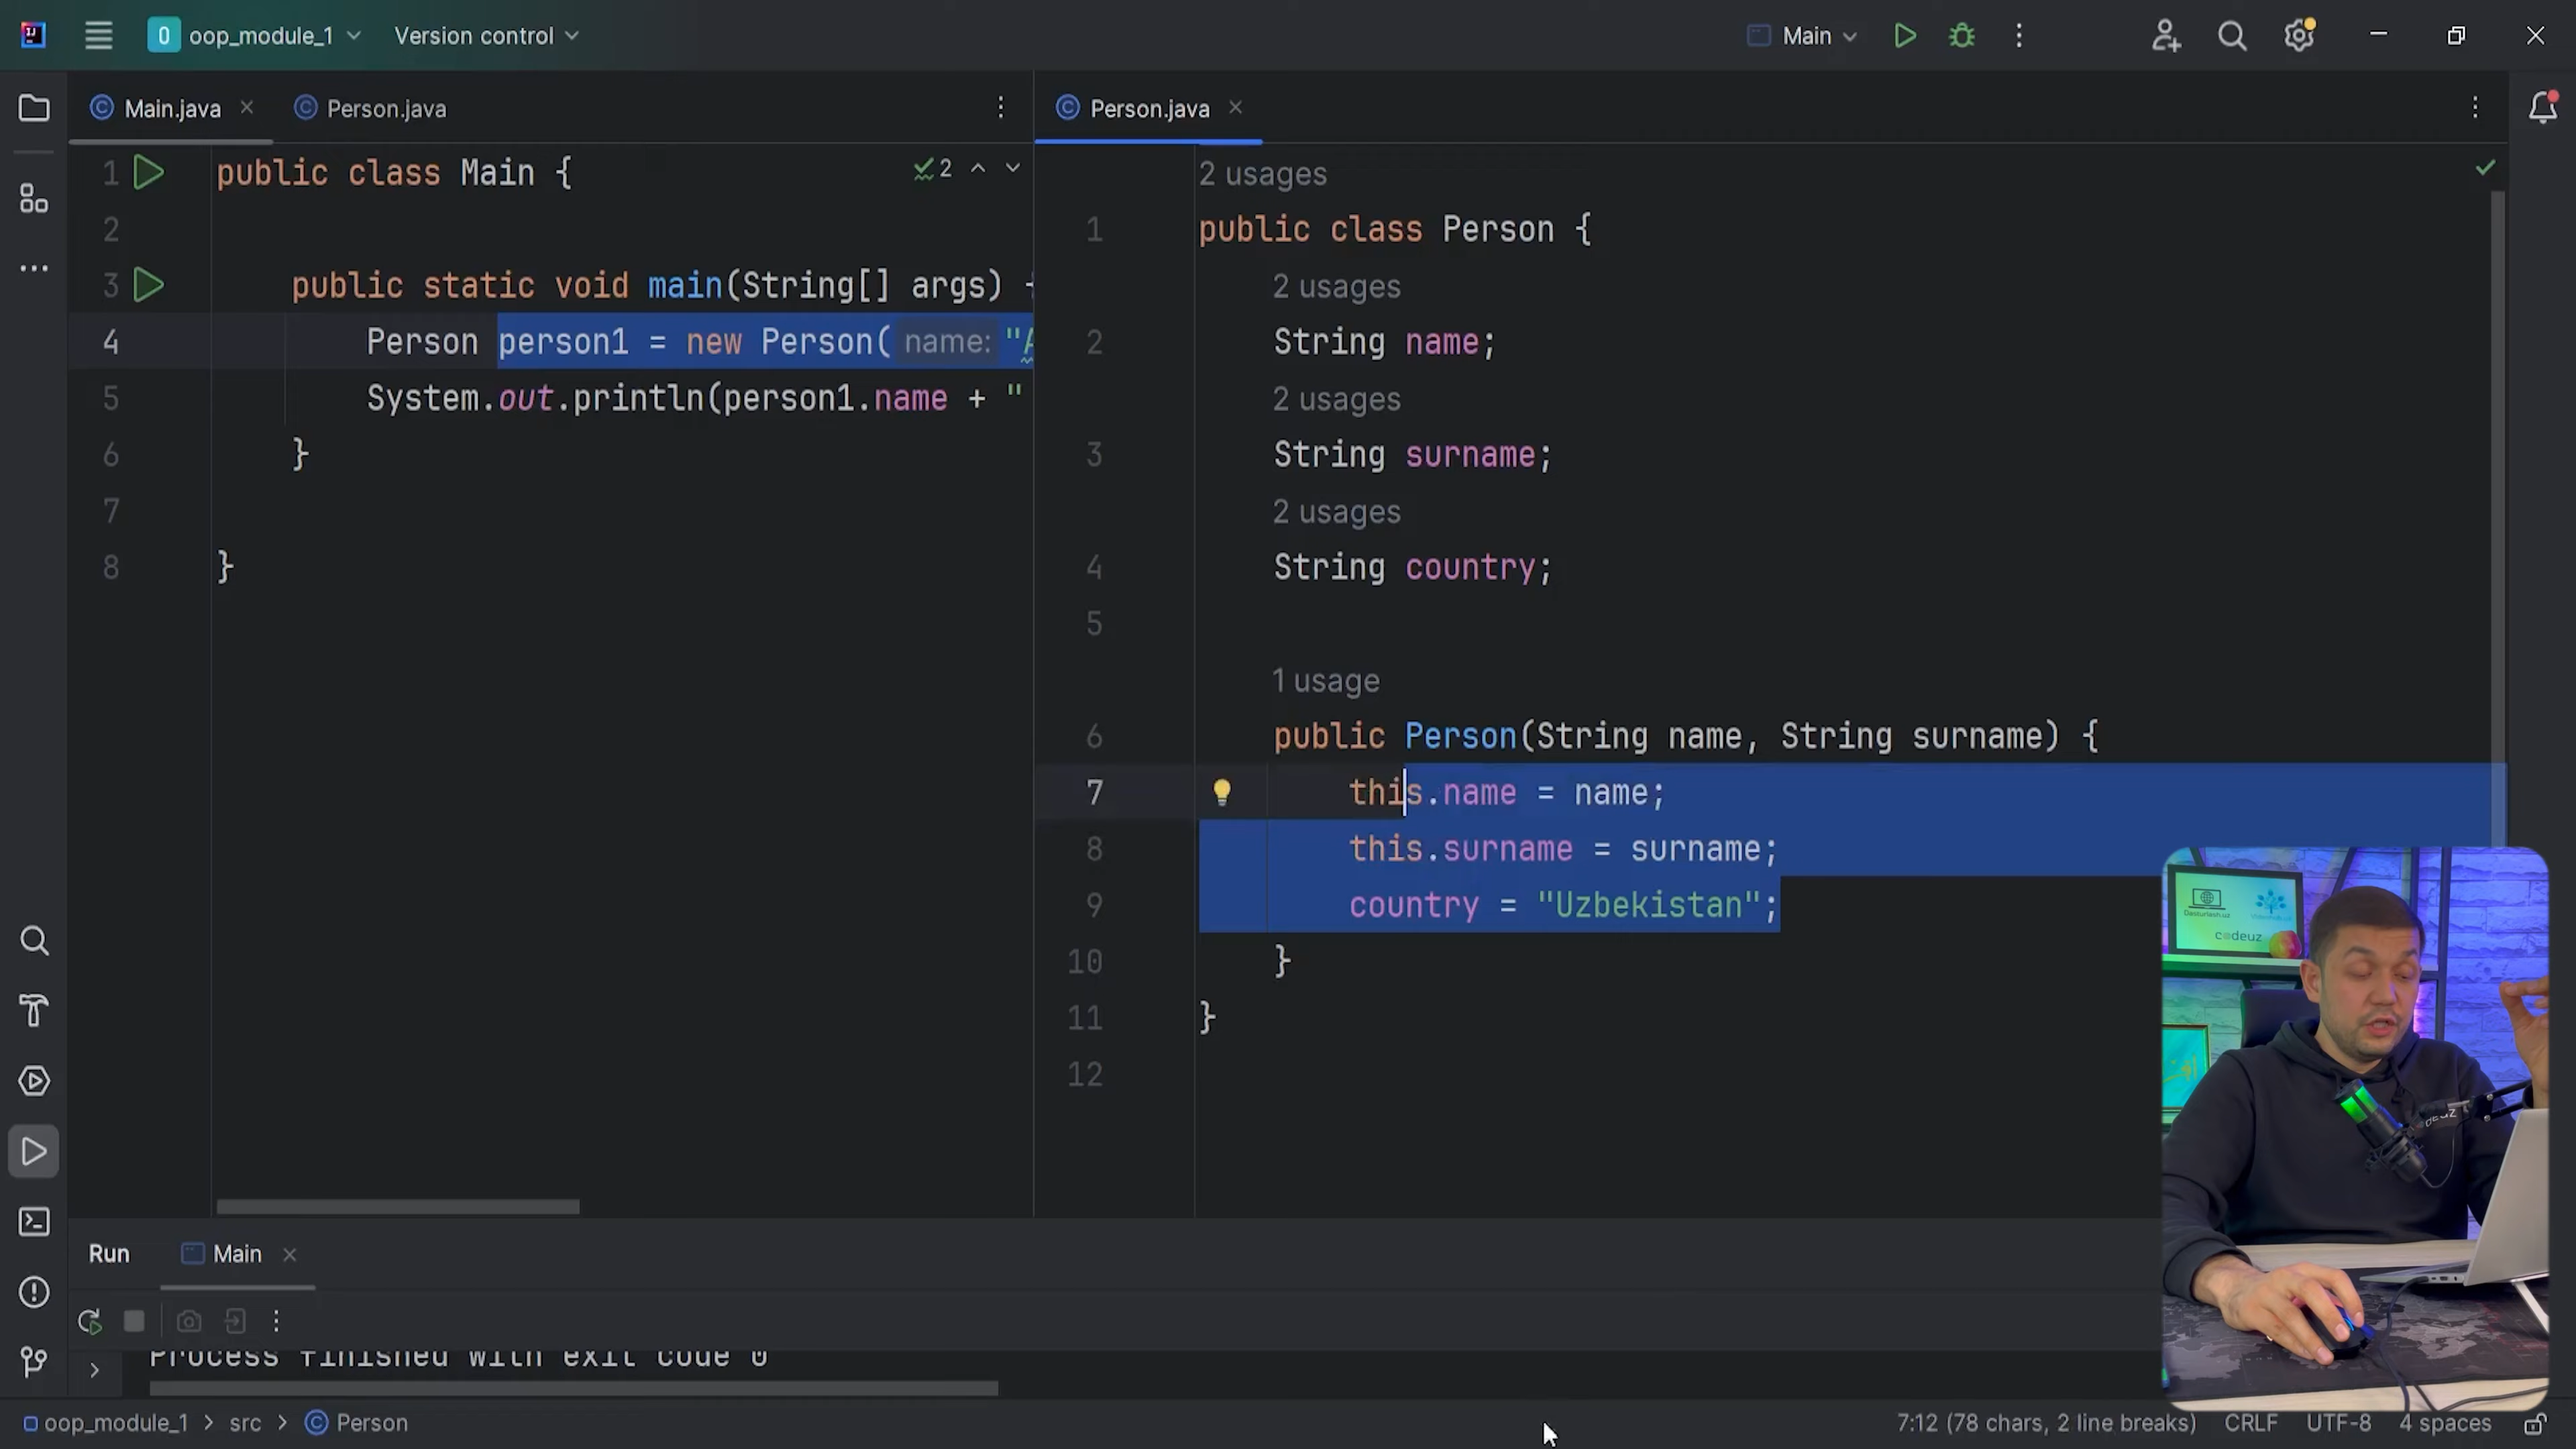 0 oop_module_1 Version control Main
Main.java Person.java
1 public class Main { 2
2
3 public static void main(String[] args) {
4 Person person1 = new Person( name: "A
5 System.out.println(person1.name + "
6 }
7
8 }
Person.java
2 usages
1 public class Person {
2 usages
2 String name;
2 usages
3 String surname;
2 usages
4 String country;
5
1 usage
6 public Person(String name, String surname) {
7 this.name = name;
8 this.surname = surname;
9 country = "Uzbekistan";
10 }
11 }
12
Dasturlash.uz
codeuz
Run Main
Process finished with exit code 0
oop_module_1 > src > Person
7:12 (78 chars, 2 line breaks) CRLF UTF-8 4 spaces